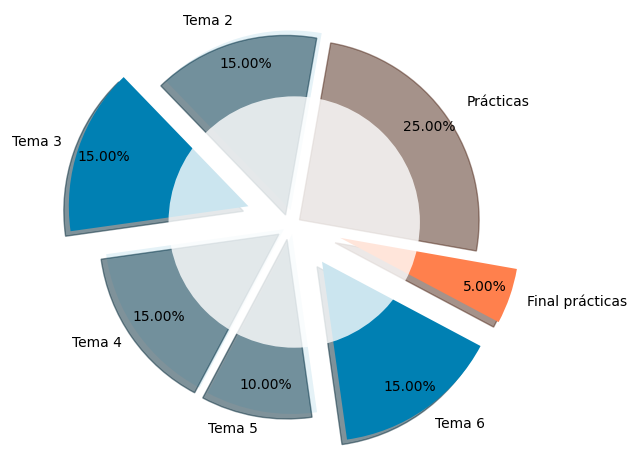 Tema 2
15.00%
Prácticas
25.00%
Tema 3
15.00%
5.00%
Final prácticas
15.00%
Tema 4
10.00%
Tema 5
15.00%
Tema 6